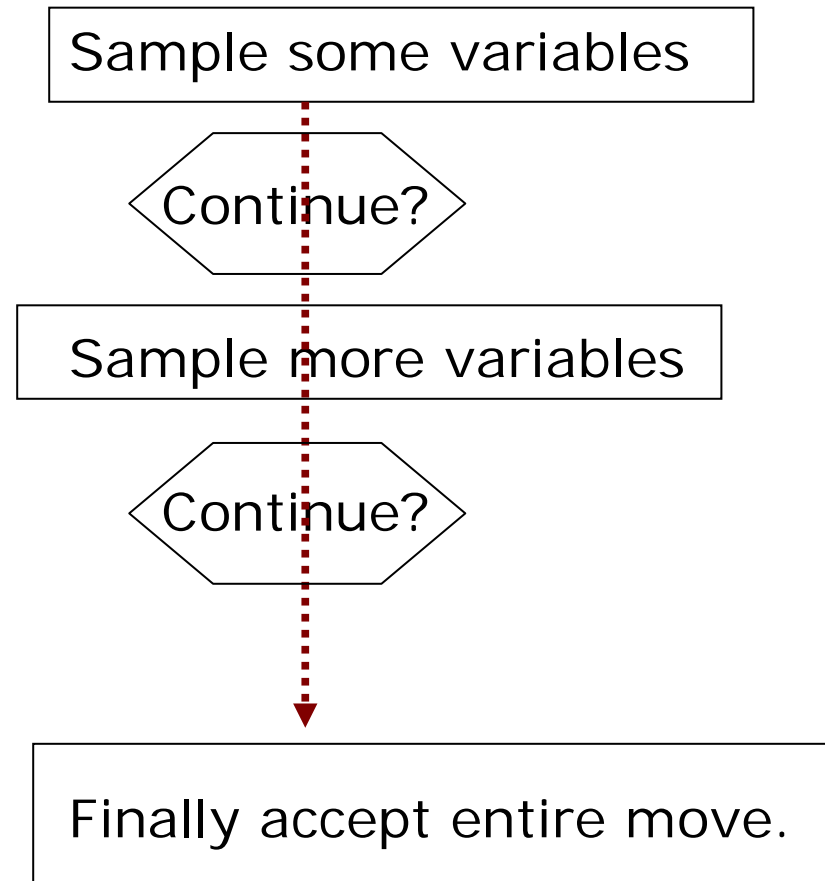 Sample some variables
Continue?
Sample more variables
Continue?
Finally accept entire move.